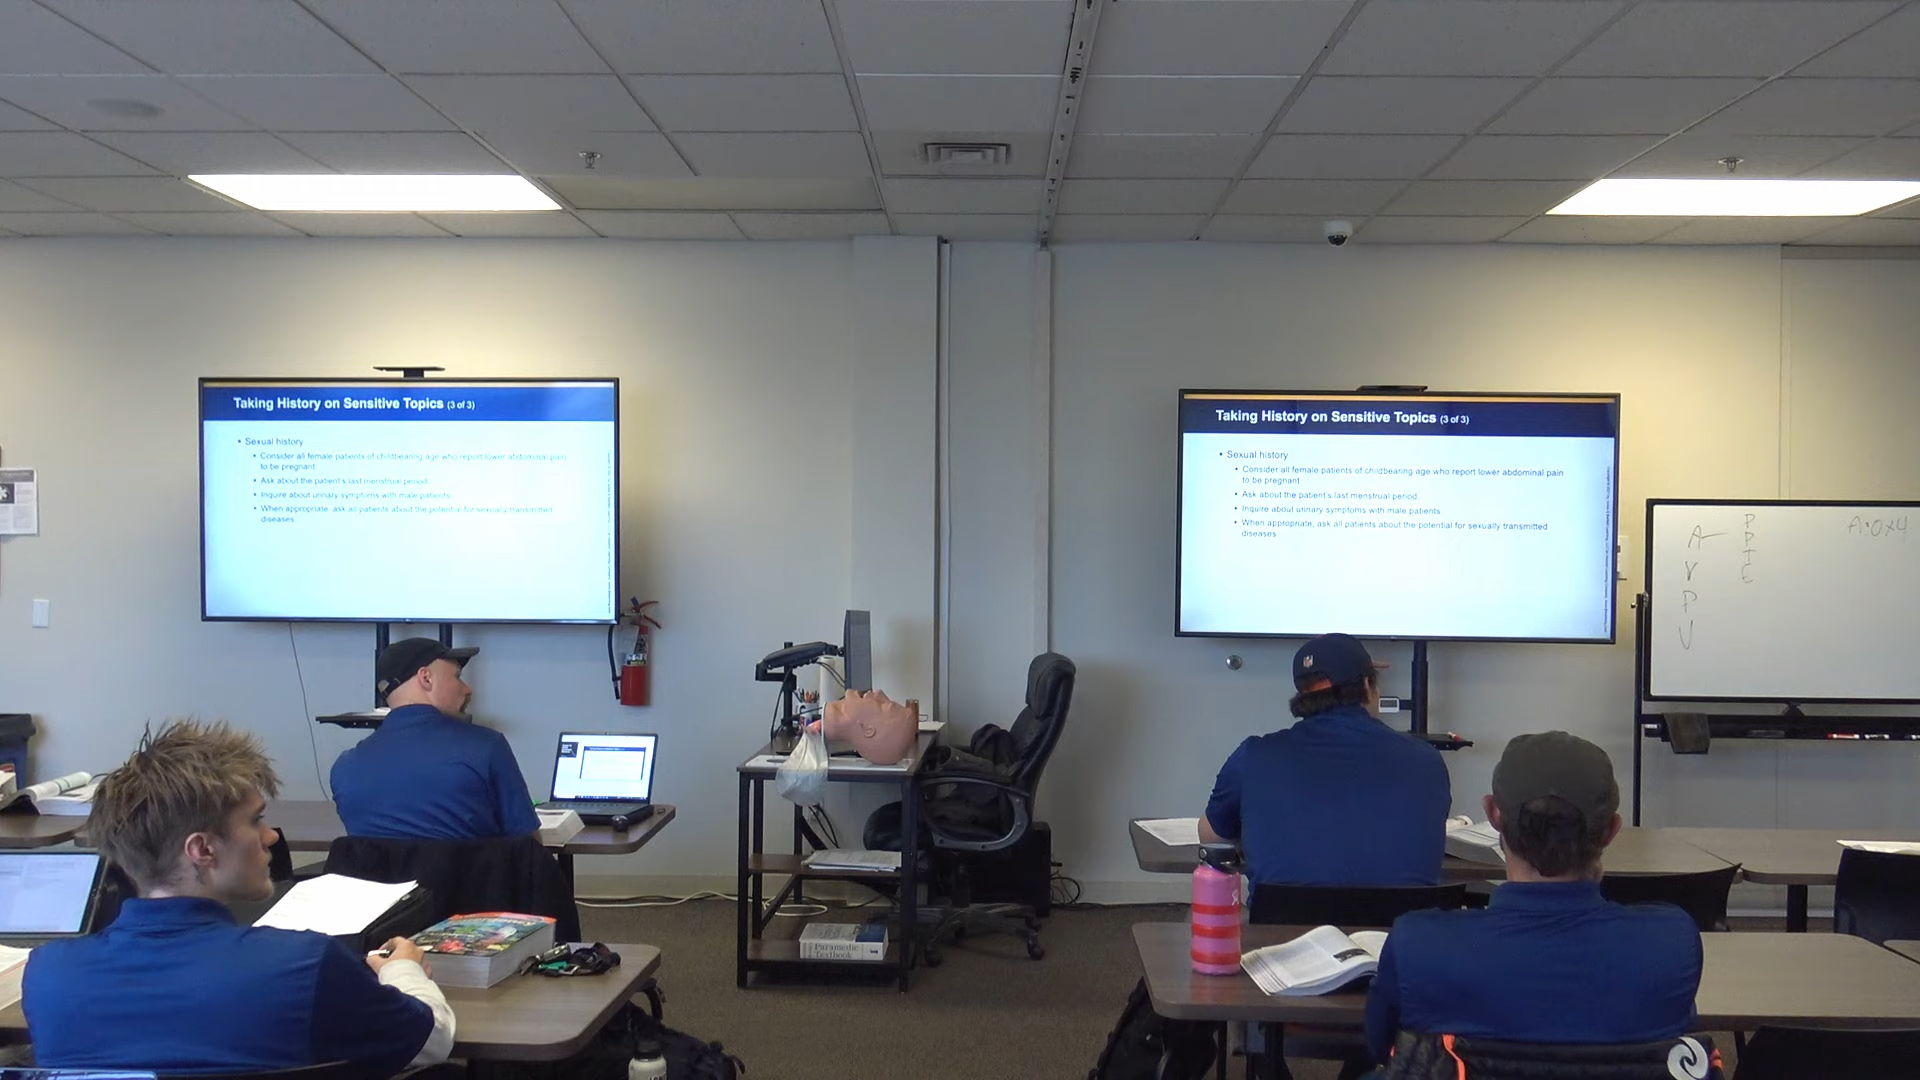 Taking History on Sensitive Topics (3 of 3)
• Sexual history
• Consider all female patients of childbearing age who report lower abdominal pain
to be pregnant
• Ask about the patient's last menstrual period
• Inquire about urinary symptoms with male patients
• When appropriate, ask all patients about the potential for sexually transmitted
diseases
Taking History on Sensitive Topics (3 of 3)
• Sexual history
• Consider all female patients of childbearing age who report lower abdominal pain
to be pregnant
• Ask about the patient's last menstrual period
• Inquire about urinary symptoms with male patients
• When appropriate, ask all patients about the potential for sexually transmitted
diseases
A
V
P
U
P
P
T
E
Paramedic
Textbook